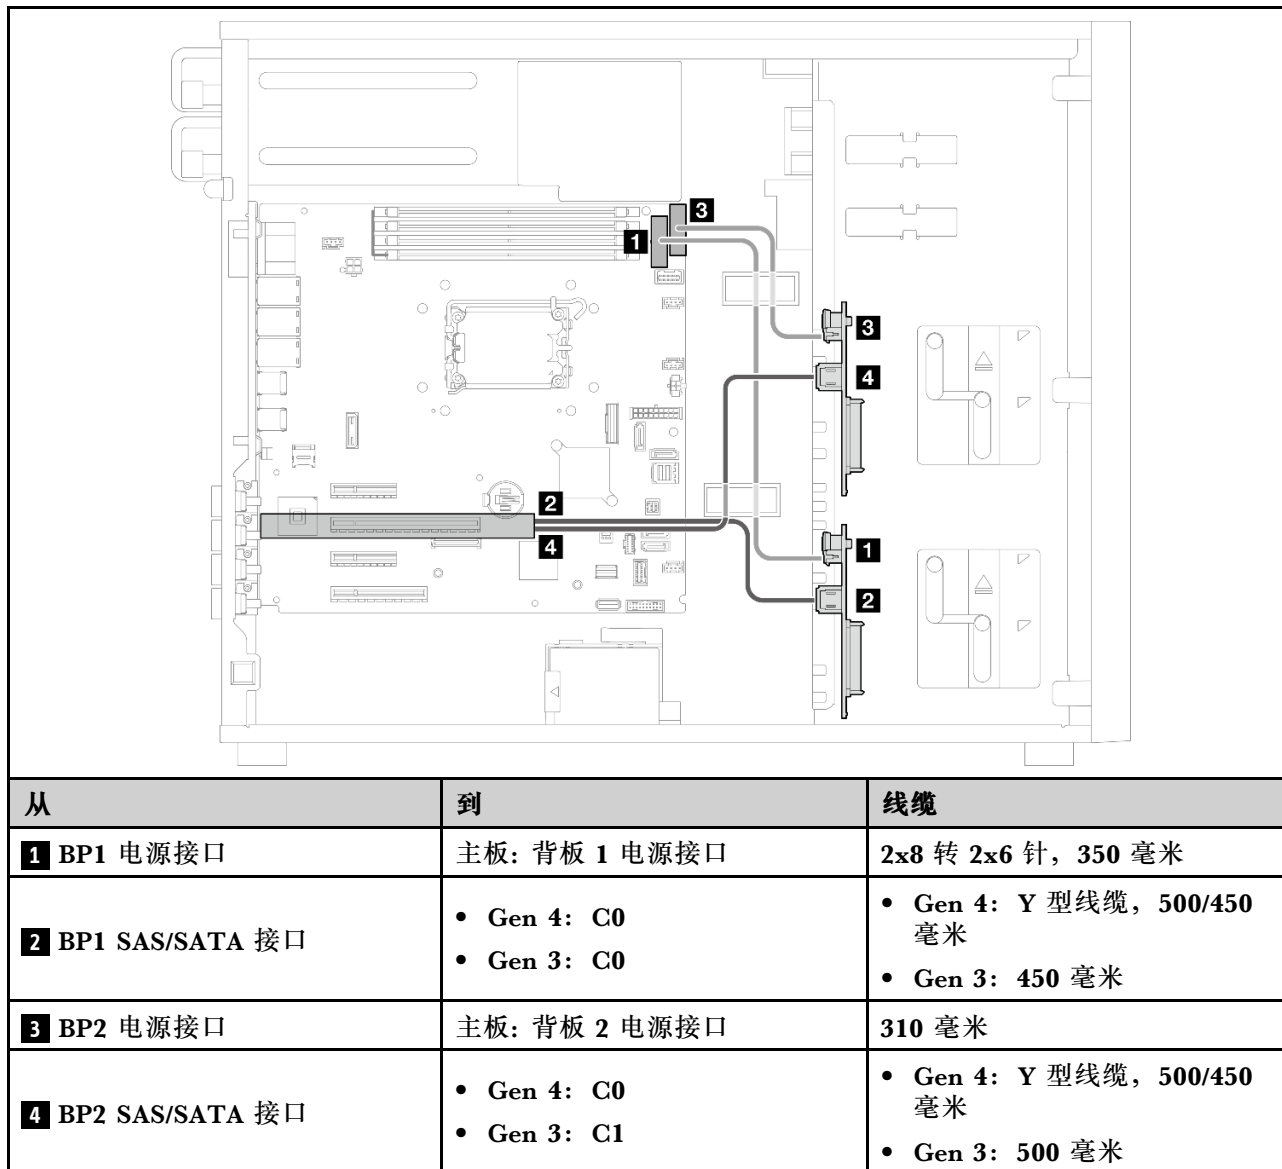 3
1
3
4
2
4
1
2
从 到 线缆
1 BP1 电源接口 主板: 背板 1 电源接口 2x8 转 2x6 针，350 毫米
2 BP1 SAS/SATA 接口
• Gen 4： C0
• Gen 3： C0
• Gen 4： Y 型线缆，500/450
毫米
• Gen 3： 450 毫米
3 BP2 电源接口 主板: 背板 2 电源接口 310 毫米
4 BP2 SAS/SATA 接口
• Gen 4： C0
• Gen 3： C1
• Gen 4： Y 型线缆，500/450
毫米
• Gen 3： 500 毫米